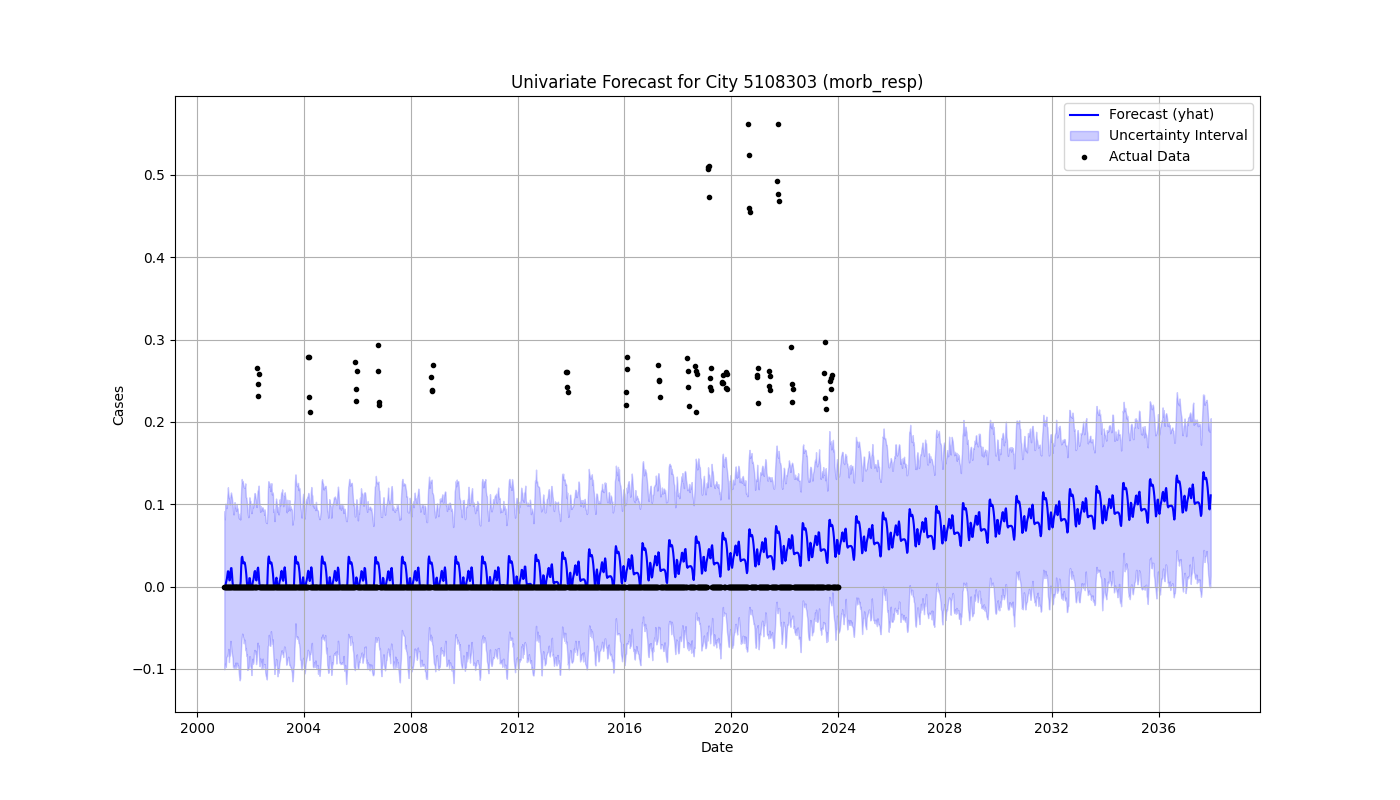 Univariate Forecast for City 5108303 (morb_resp)
Forecast (yhat)
Uncertainty Interval
Actual Data
Cases
0.5
0.4
0.3
0.2
0.1
0.0
−0.1
2000 2004 2008 2012 2016 2020 2024 2028 2032 2036
Date